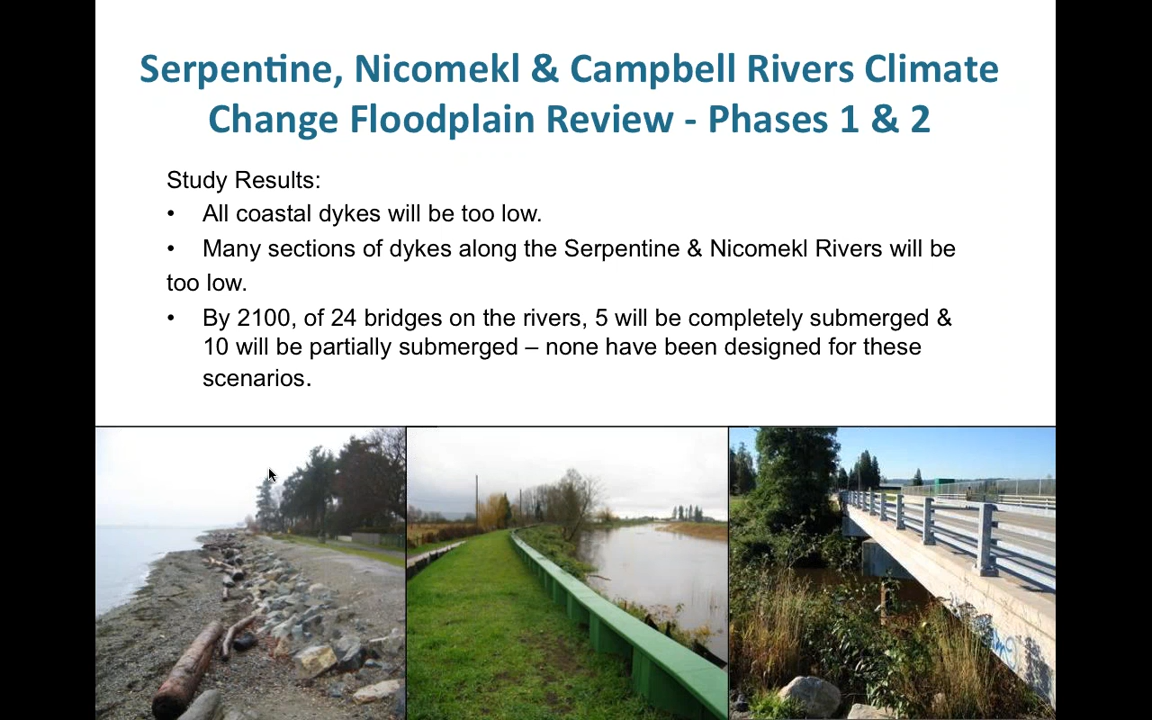 Serpentine, Nicomekl & Campbell Rivers Climate
Change Floodplain Review - Phases 1 & 2
Study Results:
• All coastal dykes will be too low.
• Many sections of dykes along the Serpentine & Nicomekl Rivers will be
too low.
• By 2100, of 24 bridges on the rivers, 5 will be completely submerged &
10 will be partially submerged – none have been designed for these
scenarios.